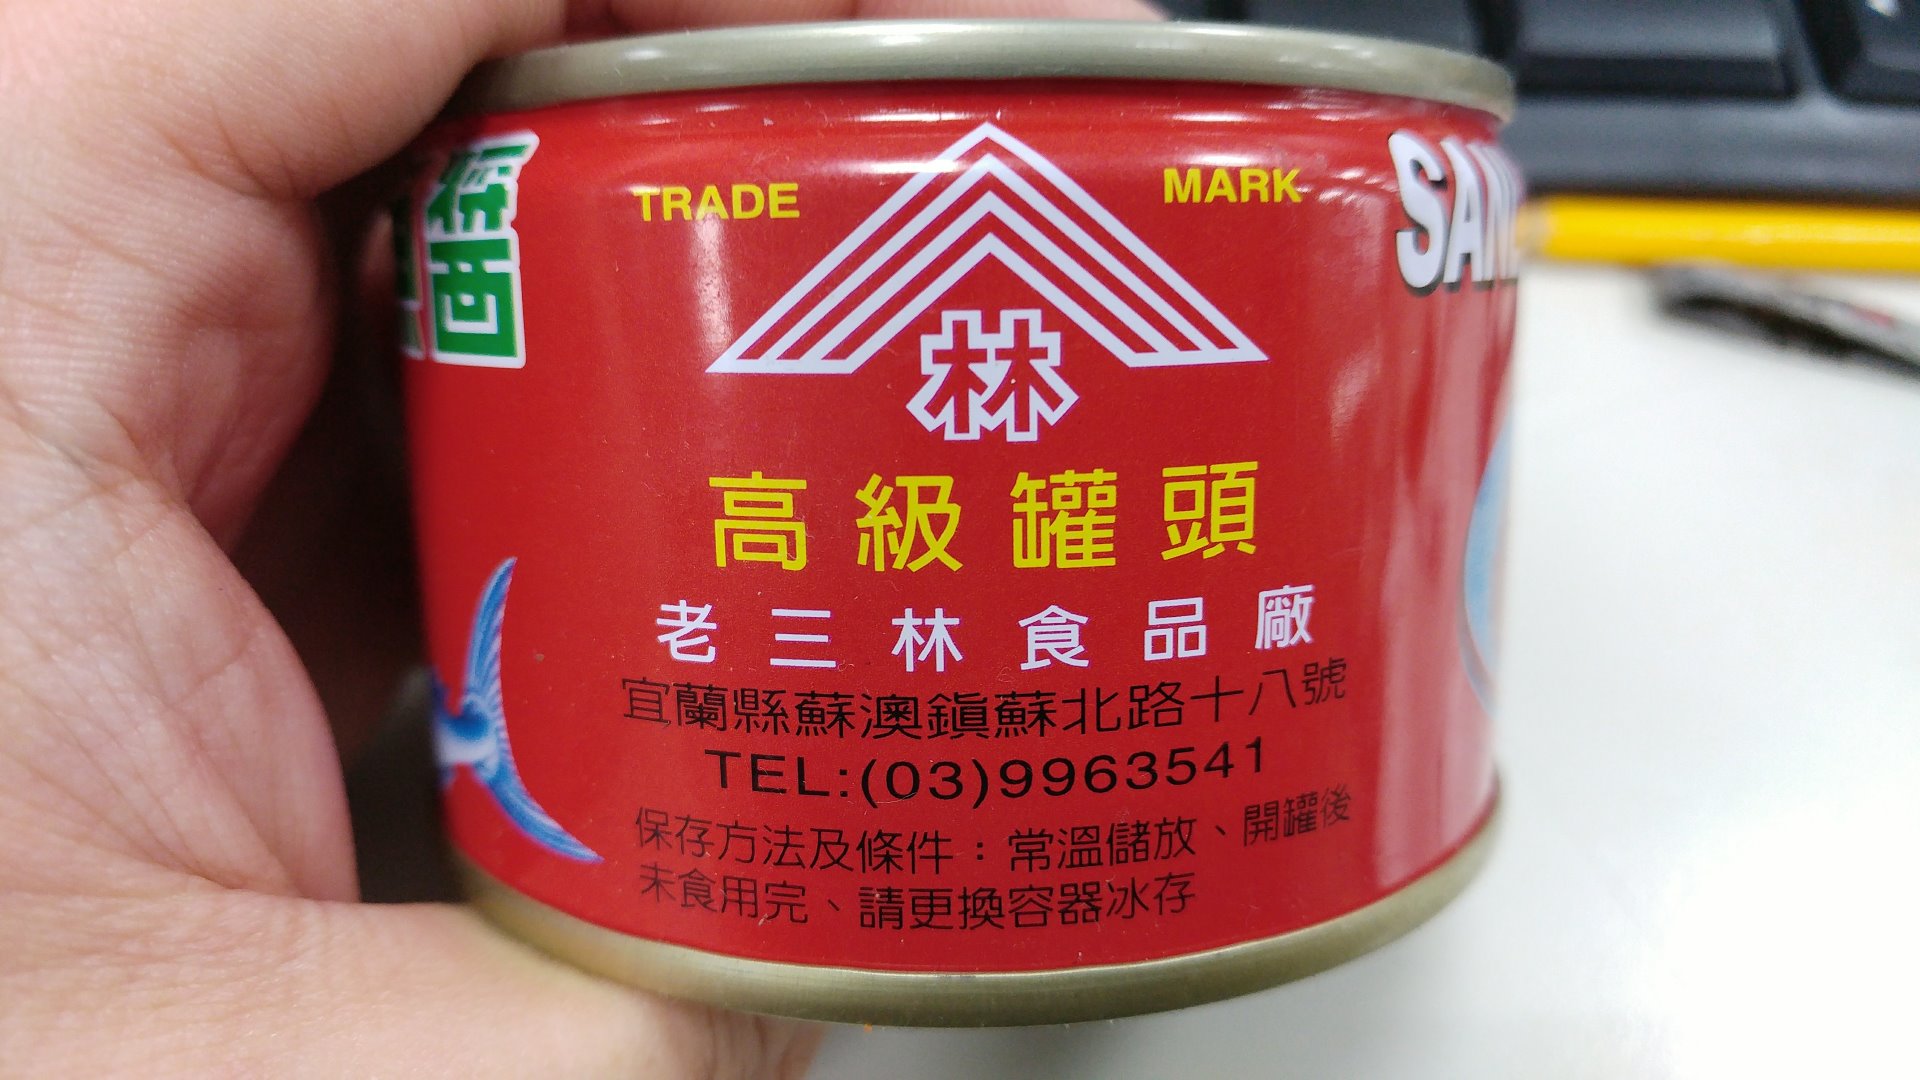 TRADE MARK
SAN
林
高級罐頭
老三林食品廠
宜蘭縣蘇澳鎮蘇北路十八號
TEL:(03)9963541
保存方法及條件：常溫儲放、開罐後
未食用完、請更換容器冰存